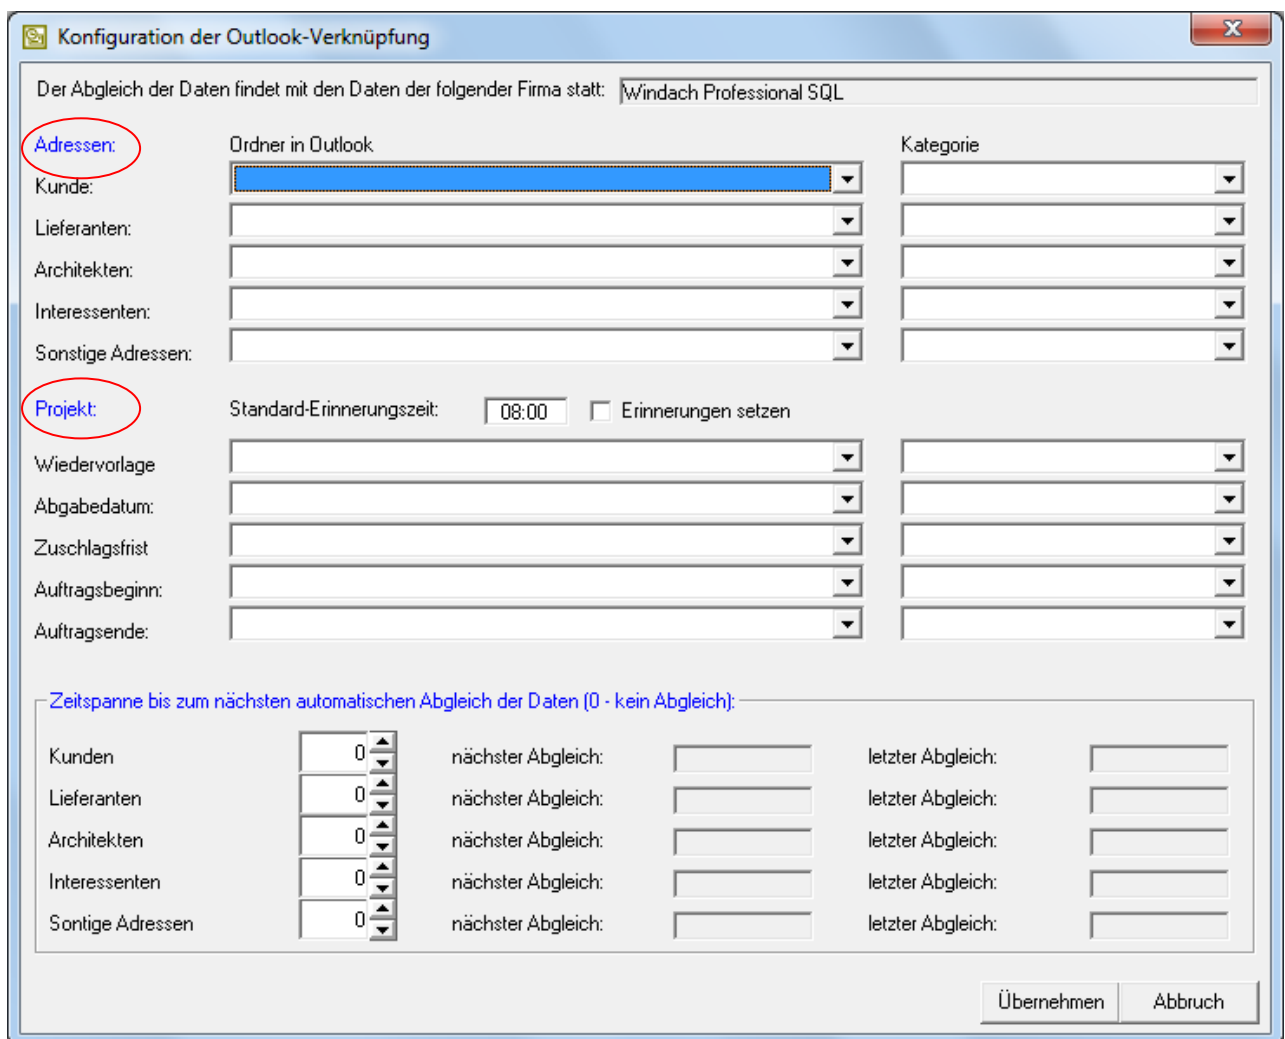 Konfiguration der Outlook-Verknüpfung
Der Abgleich der Daten findet mit den Daten der folgender Firma statt: Windach Professional SQL
Adressen: Ordner in Outlook Kategorie
Kunde:
Lieferanten:
Architekten:
Interessenten:
Sonstige Adressen:
Projekt: Standard-Erinnerungszeit: 08:00 Erinnerungen setzen
Wiedervorlage
Abgabedatum:
Zuschlagsfrist
Auftragsbeginn:
Auftragsende:
Zeitspanne bis zum nächsten automatischen Abgleich der Daten (0 - kein Abgleich):
Kunden 0 nächster Abgleich: letzter Abgleich:
Lieferanten 0 nächster Abgleich: letzter Abgleich:
Architekten 0 nächster Abgleich: letzter Abgleich:
Interessenten 0 nächster Abgleich: letzter Abgleich:
Sontige Adressen 0 nächster Abgleich: letzter Abgleich:
Übernehmen Abbruch